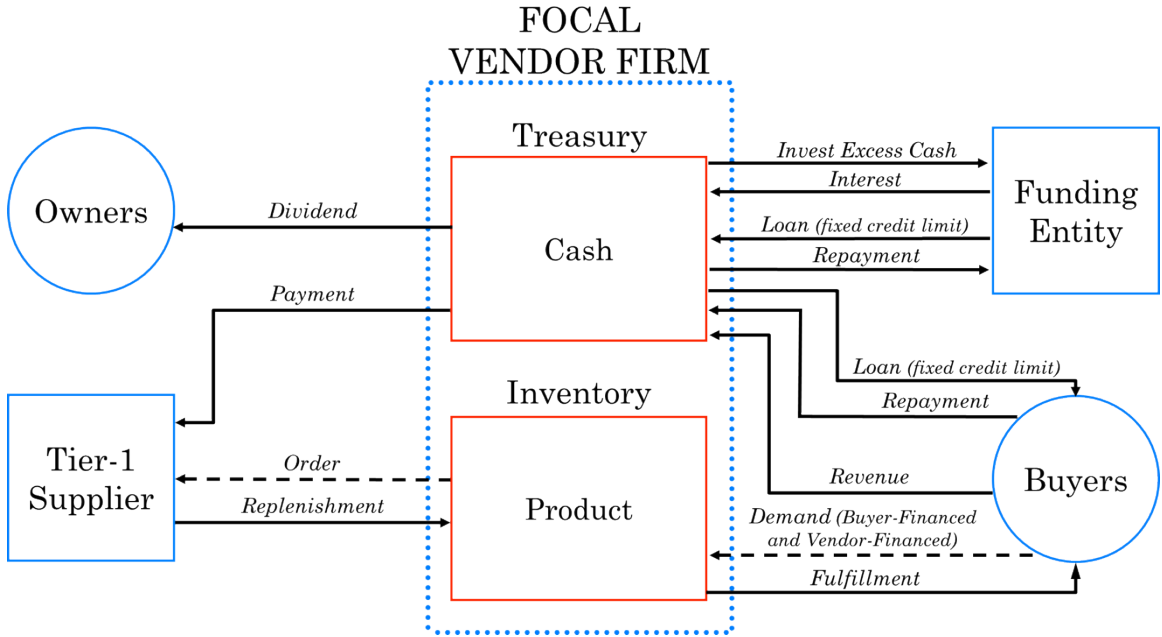 FOCAL
VENDOR FIRM
Treasury
Cash
Owners
Dividend
Payment
Invest Excess Cash
Interest
Loan (fixed credit limit)
Repayment
Funding
Entity
Loan (fixed credit limit)
Repayment
Revenue
Buyers
Inventory
Product
Tier-1
Supplier
Order
Replenishment
Demand (Buyer-Financed
and Vendor-Financed)
Fulfillment